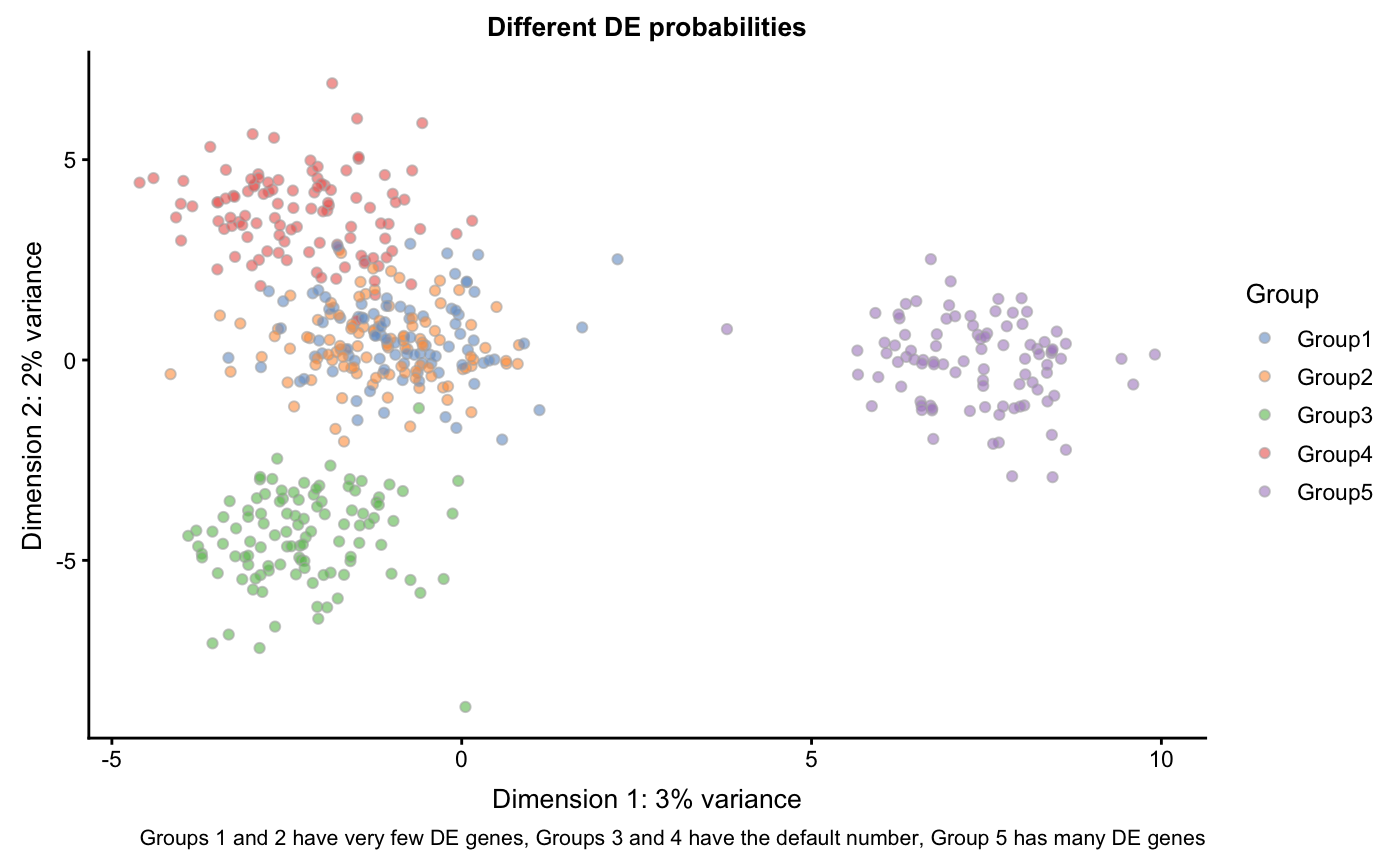 Different DE probabilities
5
0
-5
Dimension 2: 2% variance
-5
0
5
10
Dimension 1: 3% variance
Group
Group1
Group2
Group3
Group4
Group5
Groups 1 and 2 have very few DE genes, Groups 3 and 4 have the default number, Group 5 has many DE genes